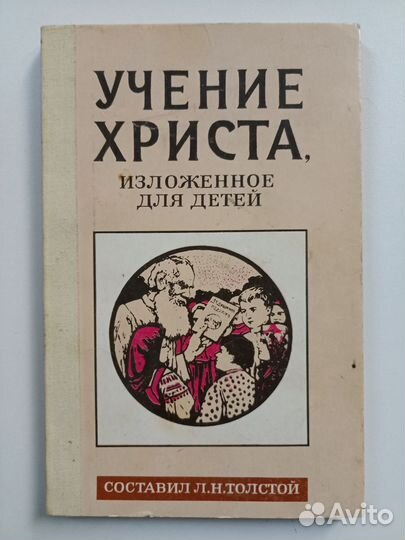 УЧЕНИЕ
ХРИСТА,
ИЗЛОЖЕННОЕ
ДЛЯ ДЕТЕЙ
СОСТАВИЛ Л.Н.ТОЛСТОЙ
Avito